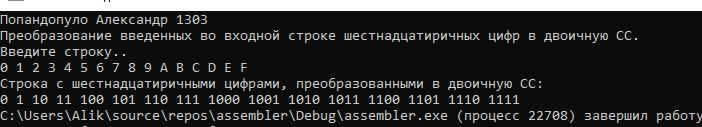 Попандопуло Александр 1303
Преобразование введенных во входной строке шестнадцатиричных цифр в двоичную СС.
Введите строку..
0 1 2 3 4 5 6 7 8 9 A B C D E F
Строка с шестнадцатиричными цифрами, преобразованными в двоичную СС:
0 1 10 11 100 101 110 111 1000 1001 1010 1011 1100 1101 1110 1111
C:\Users\Alik\source\repos\assembler\Debug\assembler.exe (процесс 22708) завершил работу